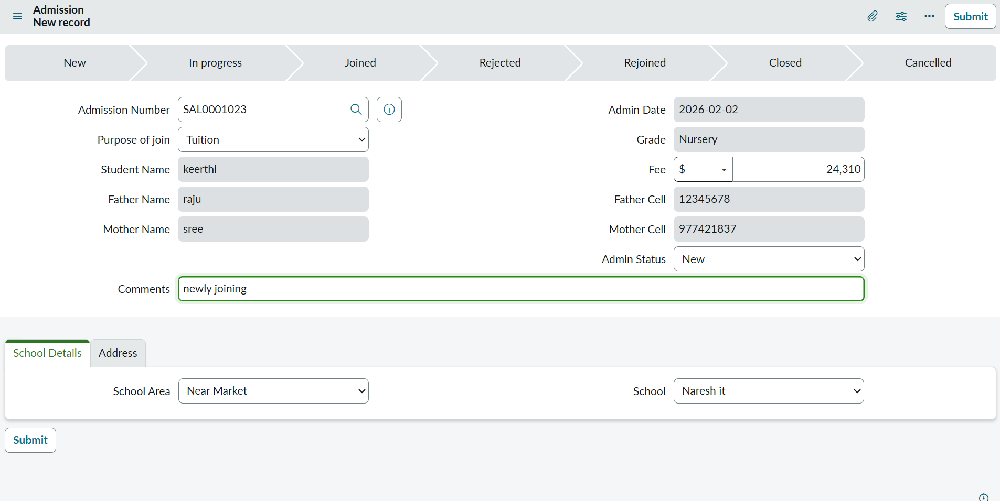 Admission
New record
Submit
New
In progress
Joined
Rejected
Rejoined
Closed
Cancelled
Admission Number
SAL0001023
Admin Date
2026-02-02
Purpose of join
Tuition
Grade
Nursery
Student Name
keerthi
Fee
$
24,310
Father Name
raju
Father Cell
12345678
Mother Name
sree
Mother Cell
977421837
Admin Status
New
Comments
newly joining
School Details
Address
School Area
Near Market
School
Naresh it
Submit